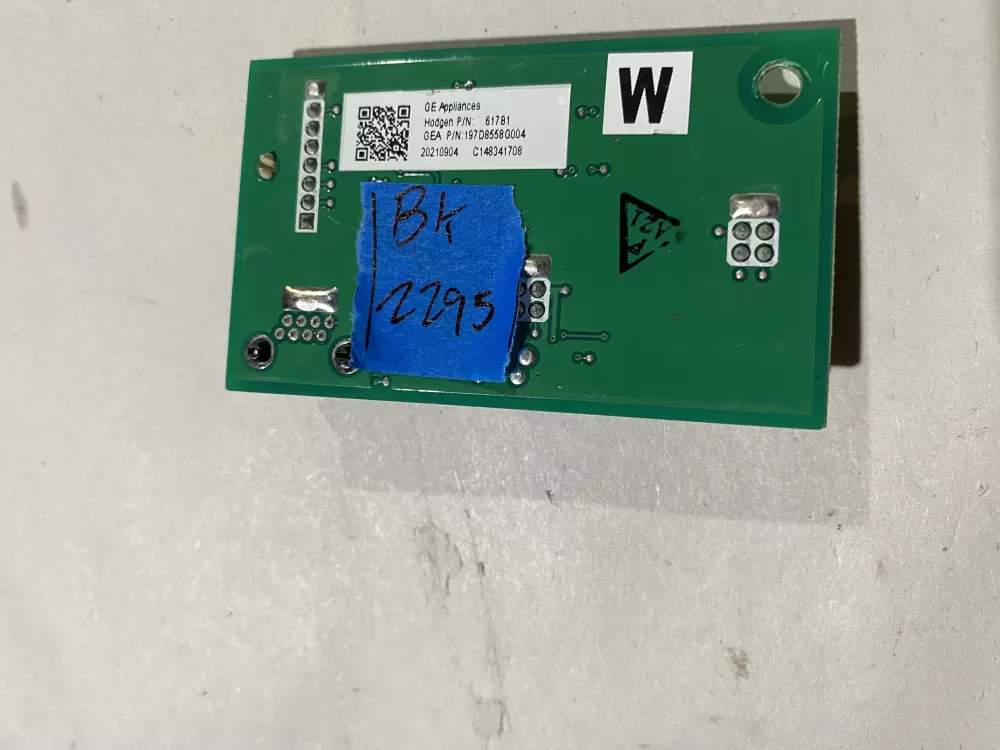 GE Appliances
Hodgen P/N: 61781
GEA P/N:197D8558G004
20210904 C148341708
W
BK
2295